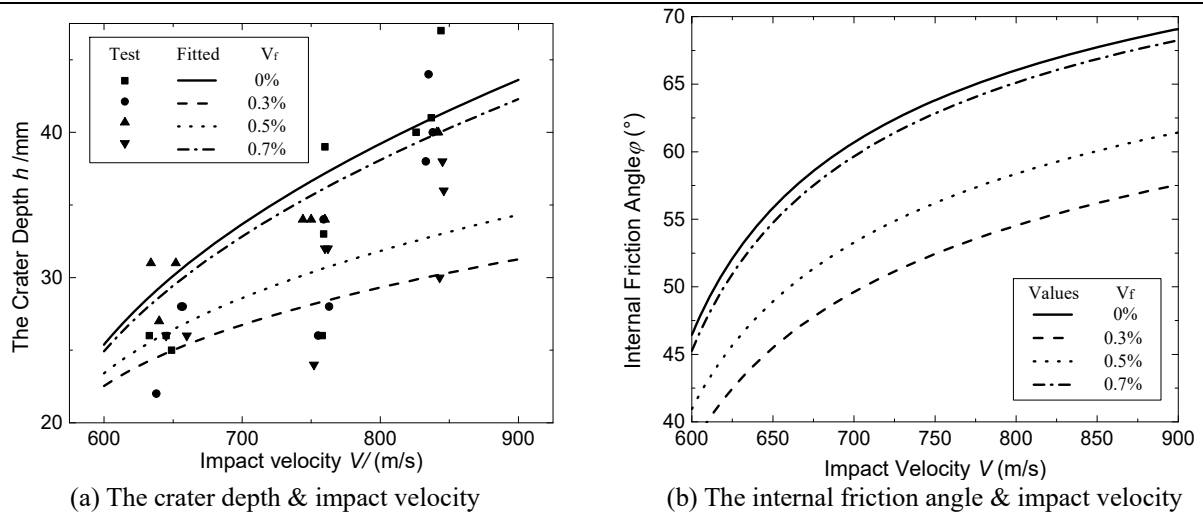 Test Fitted Vf
0%
0.3%
0.5%
0.7%
The Crater Depth h /mm
40
30
20
600 700 800 900
Impact velocity V/ (m/s)
(a) The crater depth & impact velocity
70
65
60
55
50
45
40
Internal Friction Angleφ (°)
Values Vf
0%
0.3%
0.5%
0.7%
600 650 700 750 800 850 900
Impact Velocity V (m/s)
(b) The internal friction angle & impact velocity